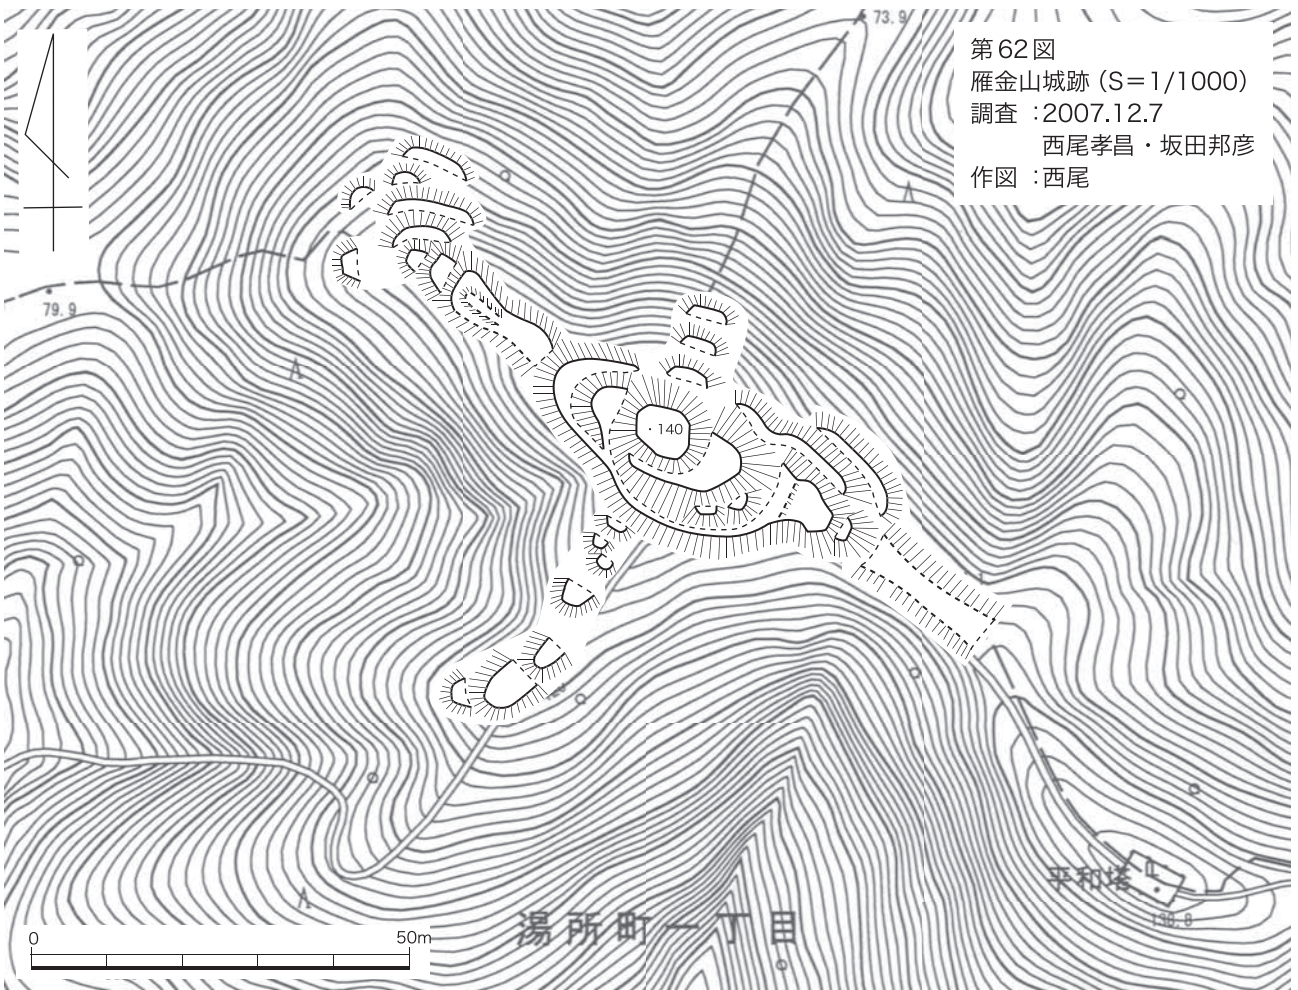 73.9
第62図
雁金山城跡（S＝1/1000）
調査：2007.12.7
西尾孝昌・坂田邦彦
作図：西尾
79.9
・140
平和塔
湯所町一丁目
0 50m